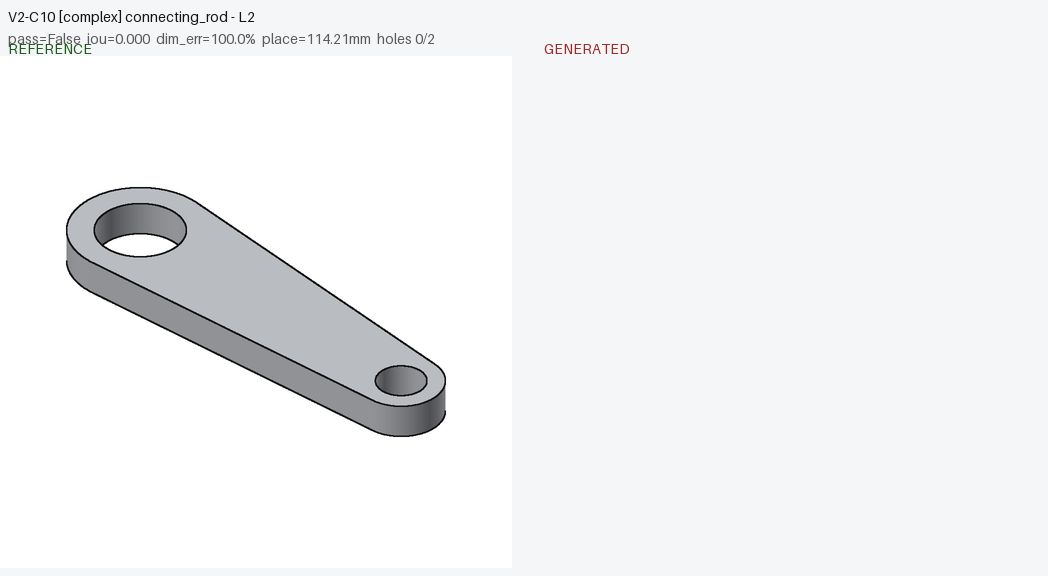 V2-C10 [complex] connecting_rod - L2
pass=False iou=0.000 dim_err=100.0% place=114.21mm holes 0/2
REFERENCE
GENERATED